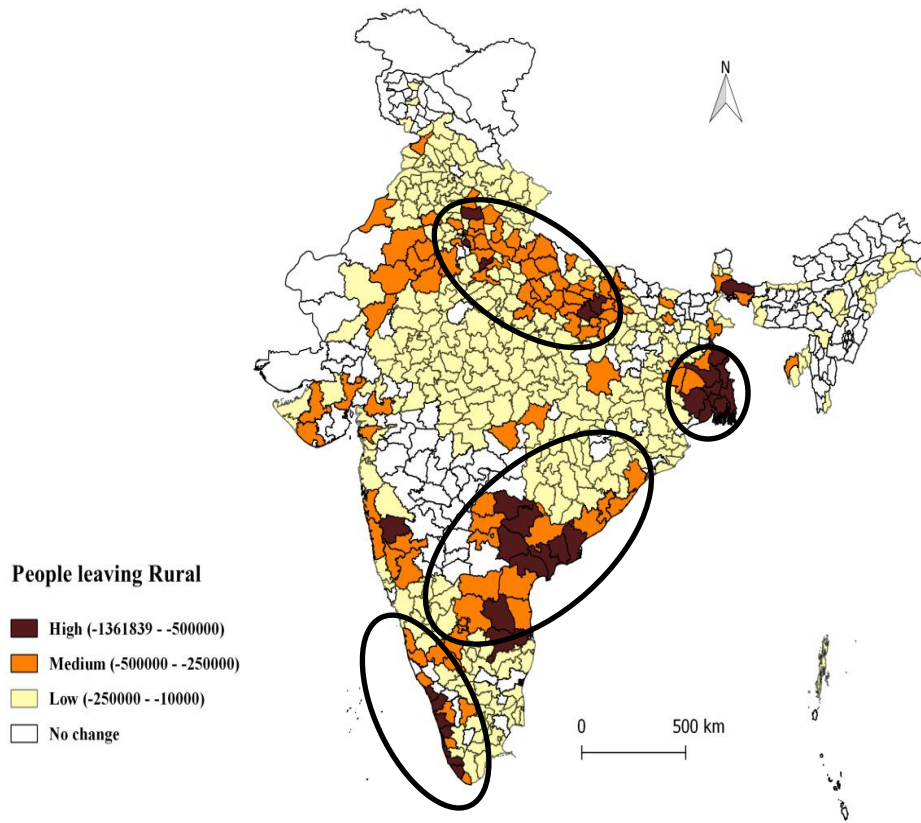 N
People leaving Rural
High (-1361839 - -500000)
Medium (-500000 - -250000)
Low (-250000 - -10000)
No change
0 500 km